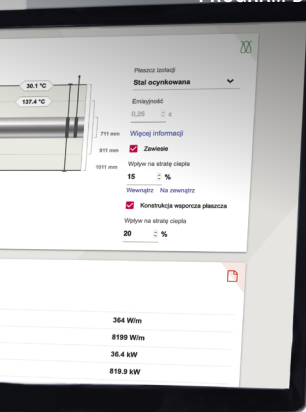 30.1 °C
137.4 °C
711 mm
911 mm
1011 mm
Płaszcz izolacji
Stal ocynkowana
Emisyjność
0,26 ε
Więcej informacji
Zawiesie
Wpływ na stratę ciepła
15 %
Wewnątrz Na zewnątrz
Konstrukcja wsporcza płaszcza
Wpływ na stratę ciepła
20 %
364 W/m
8199 W/m
36.4 kW
819.9 kW